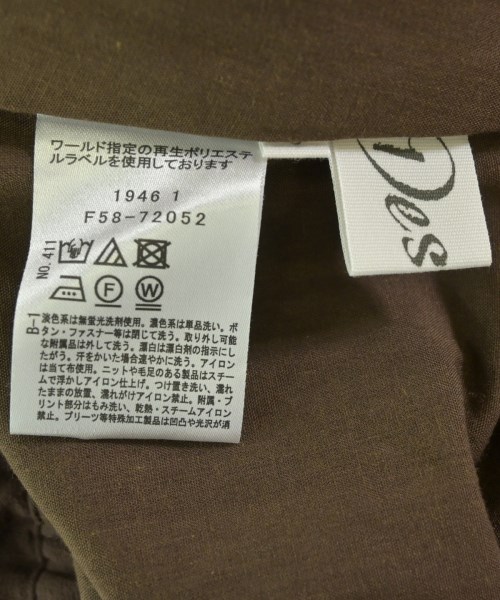 ワールド指定の再生ポリエステ
ルラベルを使用しております
1946 1
F58-72052
NO.411
F
W
B-1
淡色系は無蛍光洗剤使用。濃色系は単品洗い。ボ
タン・ファスナー等は閉じて洗う。取り外し可能
な付属品は外して洗う。漂白は漂白剤の指示にし
たがう。汗をかいた場合速やかに洗う。アイロン
は当て布使用。ニットや毛足のある製品はスチー
ムで浮かしアイロン仕上げ。つけ置き洗い、濡れ
たままの放置、濡れがけアイロン禁止。附属・プ
リント部分はもみ洗い、乾熱・スチームアイロン
禁止。プリーツ等特殊加工製品は凹凸や光沢が消
Des